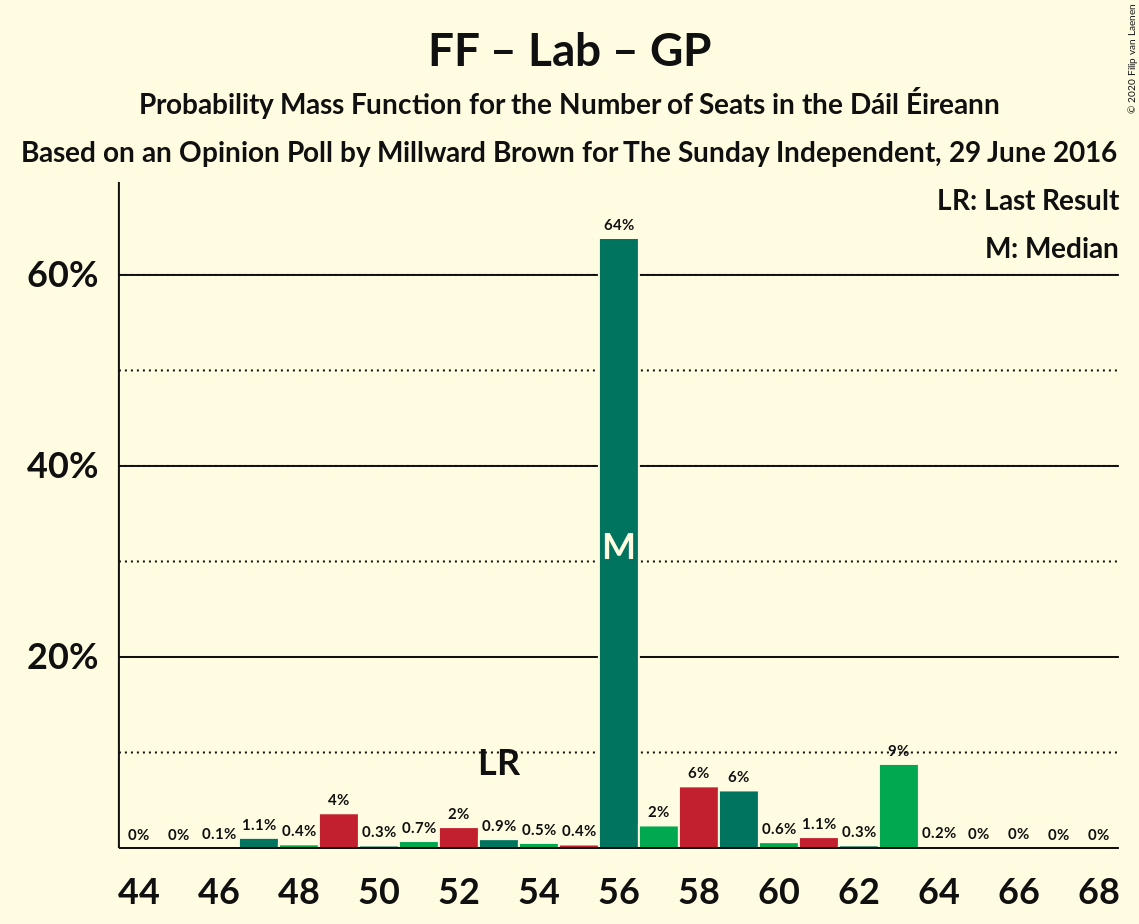 FF – Lab – GP
Probability Mass Function for the Number of Seats in the Dáil Éireann
Based on an Opinion Poll by Millward Brown for The Sunday Independent, 29 June 2016
© 2020 Filip van Laenen
LR: Last Result
M: Median
64%
60%
40%
M
20%
LR
0% 0% 0.1% 1.1% 0.4% 4% 0.3% 0.7% 2% 0.9% 0.5% 0.4% 2% 6% 6% 0.6% 1.1% 0.3% 9% 0.2% 0% 0% 0% 0%
44 46 48 50 52 54 56 58 60 62 64 66 68